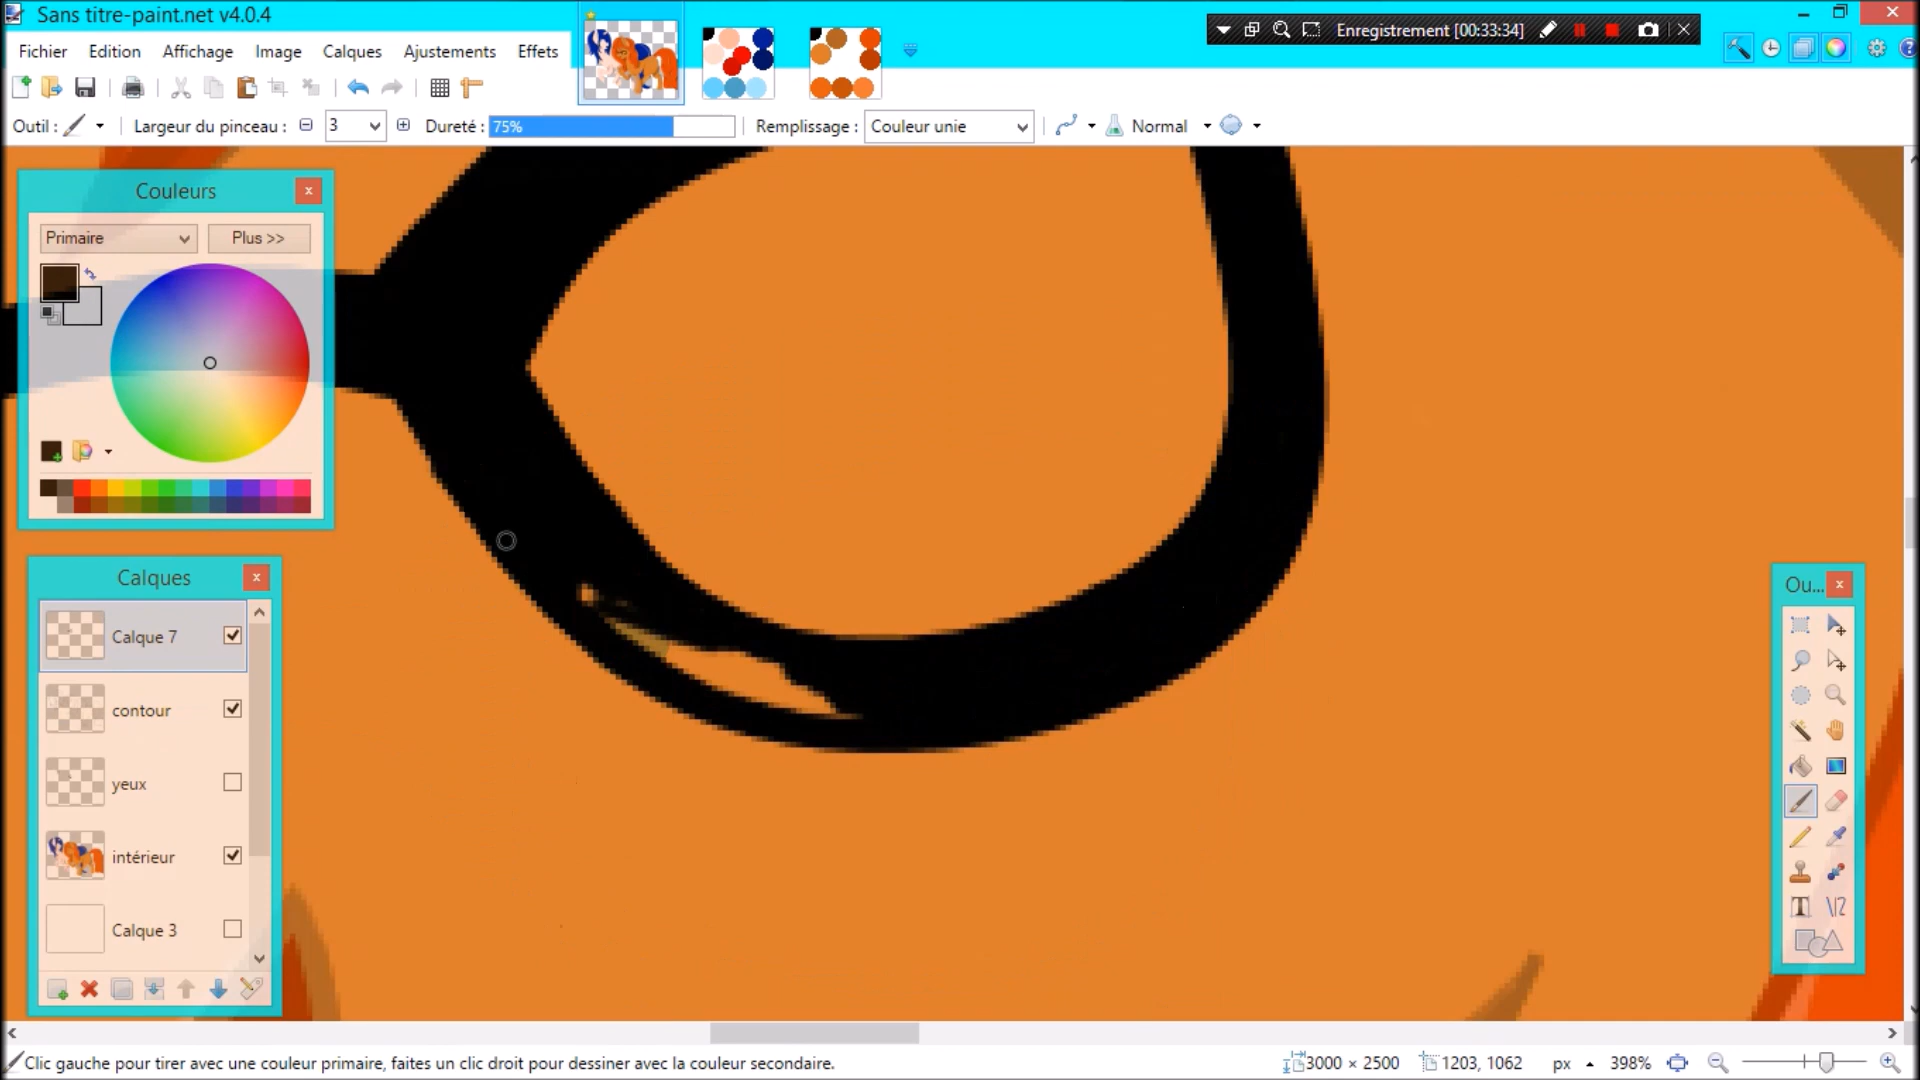 Sans titre-paint.net v4.0.4
Enregistrement [00:33:34]
Fichier Edition Affichage Image Calques Ajustements Effets
Outil : Largeur du pinceau : 3 Dureté : 75% Remplissage : Couleur unie Normal
Couleurs
Primaire Plus >>
Calques
Calque 7
contour
yeux
intérieur
Calque 3
Ou...
Clic gauche pour tirer avec une couleur primaire, faites un clic droit pour dessiner avec la couleur secondaire. 3000 × 2500 1203, 1062 px 398%